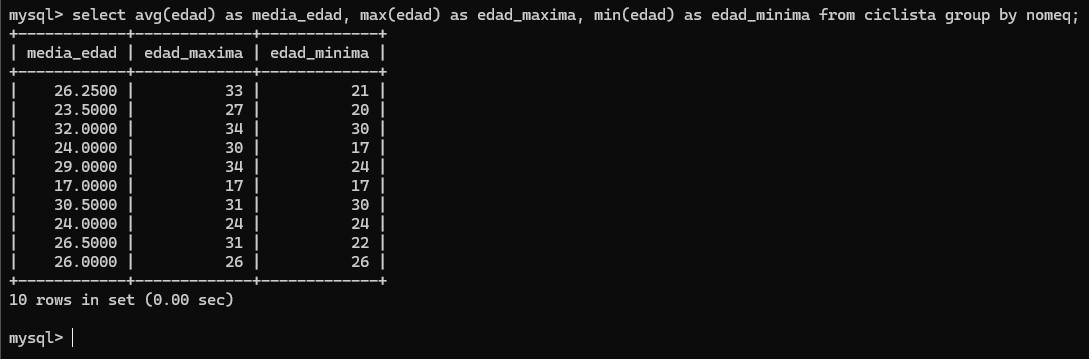 mysql> select avg(edad) as media_edad, max(edad) as edad_maxima, min(edad) as edad_minima from ciclista group by nomeq;
+------------+-------------+-------------+
| media_edad | edad_maxima | edad_minima |
+------------+-------------+-------------+
|    26.2500 |          33 |          21 |
|    23.5000 |          27 |          20 |
|    32.0000 |          34 |          30 |
|    24.0000 |          30 |          17 |
|    29.0000 |          34 |          24 |
|    17.0000 |          17 |          17 |
|    30.5000 |          31 |          30 |
|    24.0000 |          24 |          24 |
|    26.5000 |          31 |          22 |
|    26.0000 |          26 |          26 |
+------------+-------------+-------------+
10 rows in set (0.00 sec)
mysql>